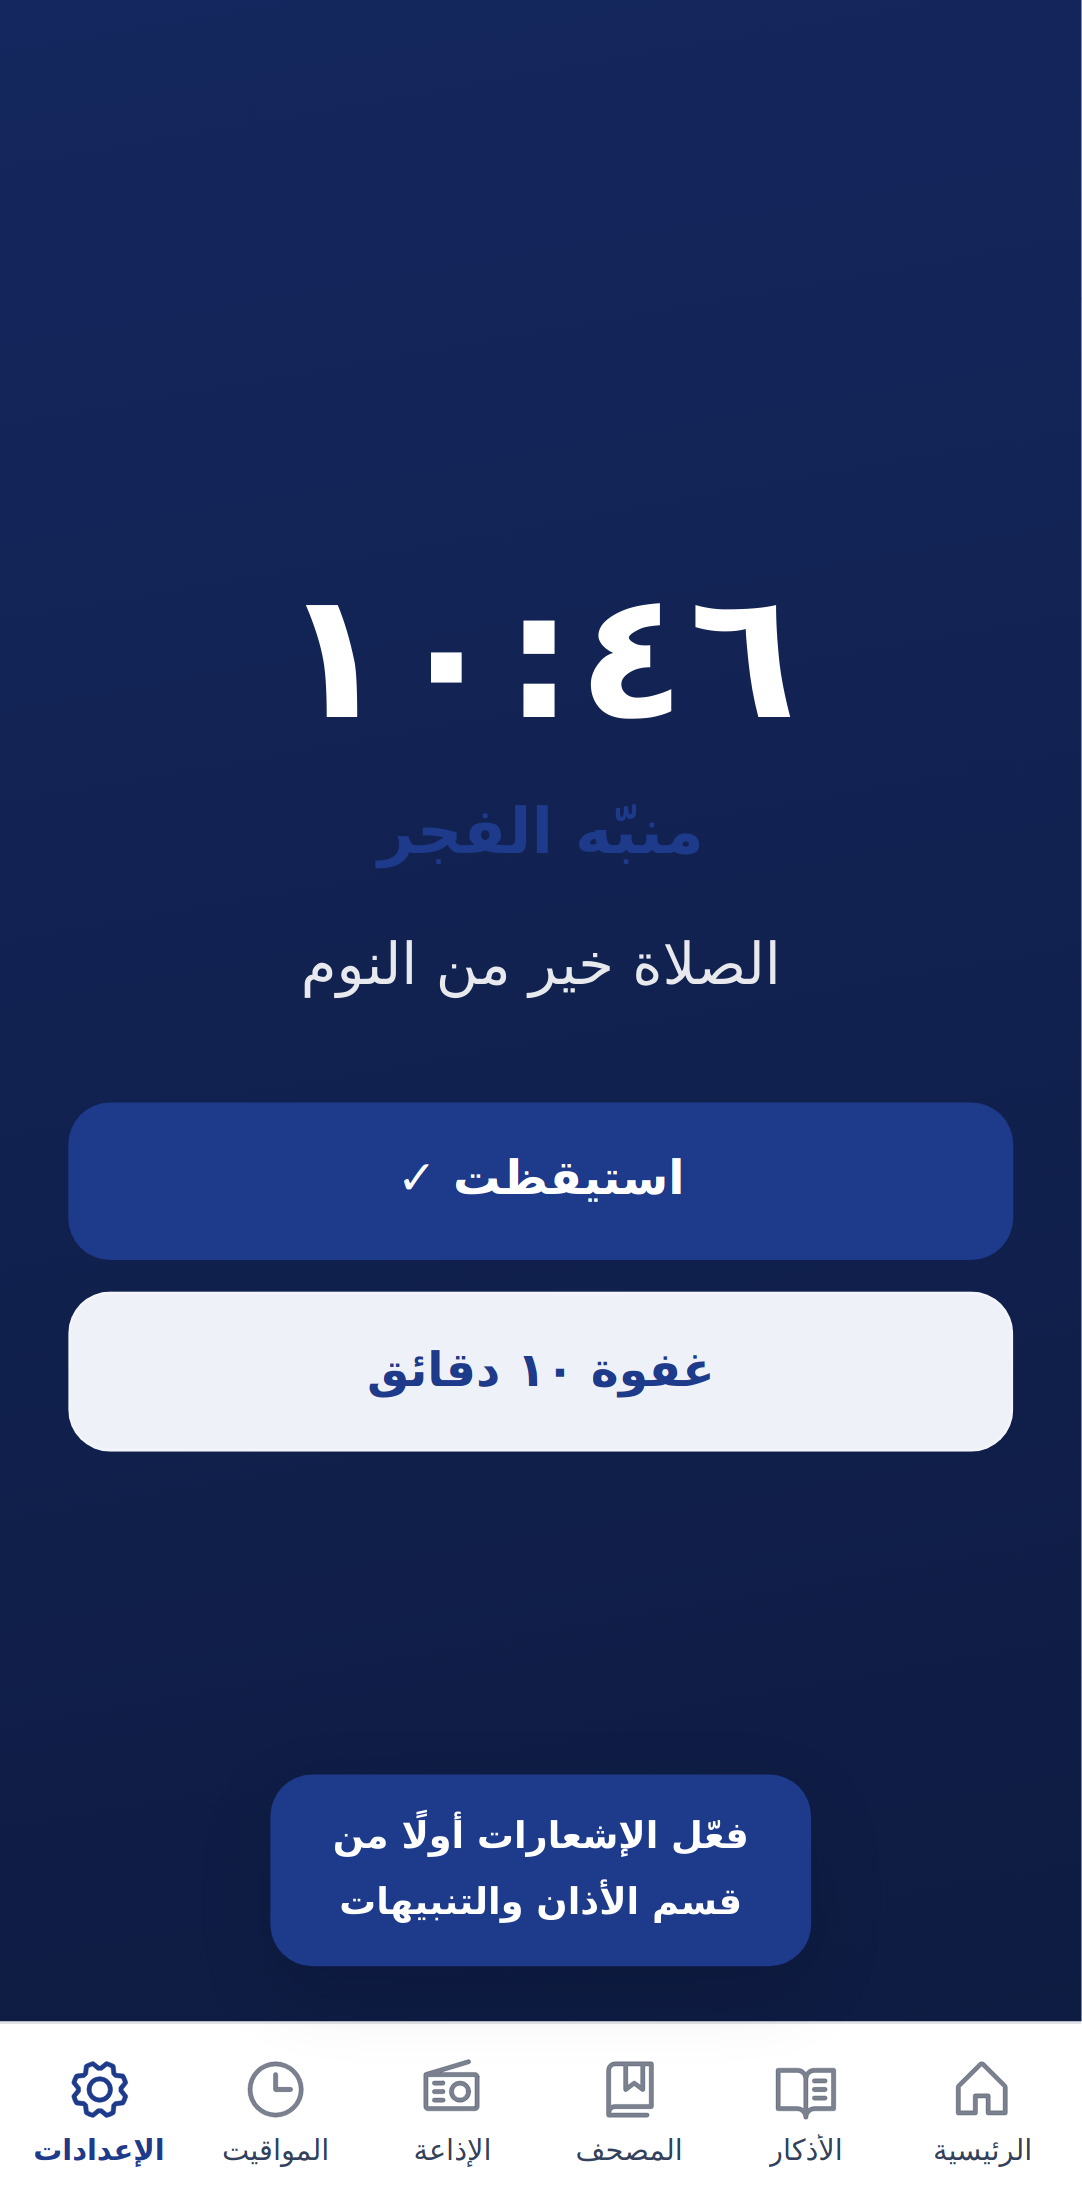 ١٠:٤٦
منبّه الفجر
الصلاة خير من النوم
استيقظت ✓
غفوة ١٠ دقائق
فعّل الإشعارات أولًا من
قسم الأذان والتنبيهات
الرئيسية
الأذكار
المصحف
الإذاعة
المواقيت
الإعدادات